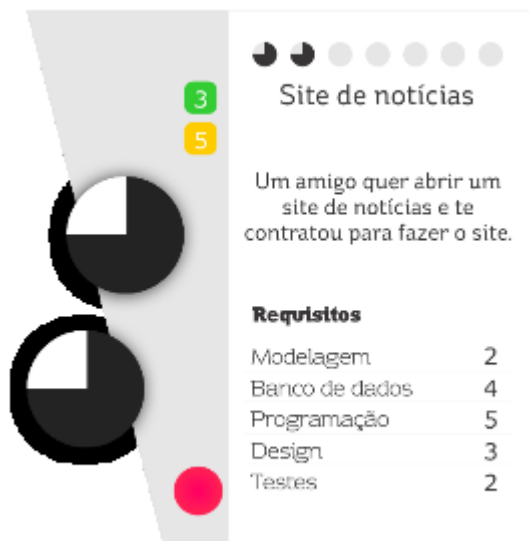 3
5
Site de notícias
Um amigo quer abrir um
site de notícias e te
contratou para fazer o site.
Requisitos
Modelagem 2
Banco de dados 4
Programação 5
Design 3
Testes 2